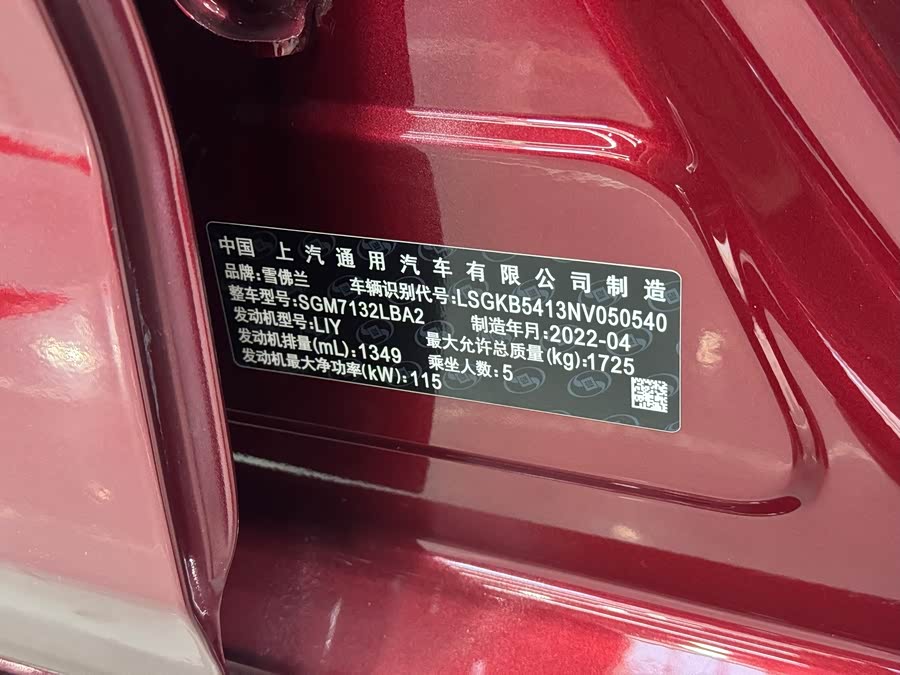 中国 上汽通用汽车有限公司制造
品牌:雪佛兰 车辆识别代号:LSGKB5413NV050540
整车型号:SGM7132LBA2 制造年月:2022-04
发动机型号:LIY 最大允许总质量(kg):1725
发动机排量(mL):1349 乘坐人数:5
发动机最大净功率(kW):115